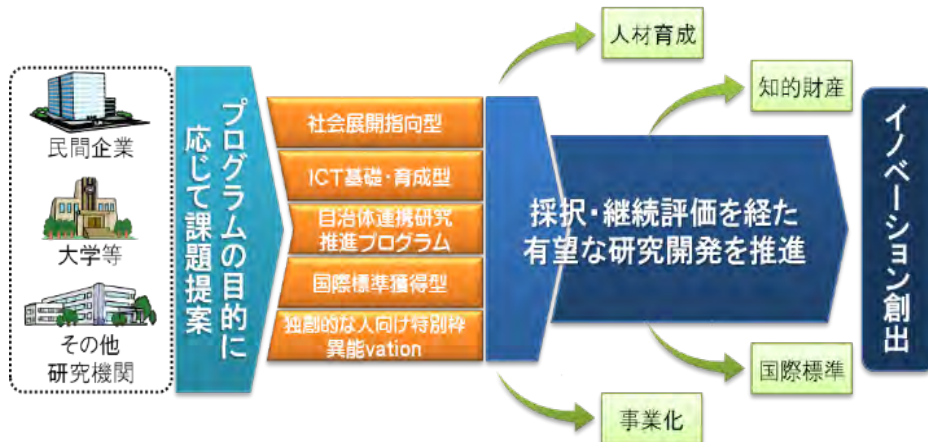 民間企業
大学等
その他
研究機関
プログラムの目的に
応じて課題提案
社会展開指向型
ICT基礎・育成型
自治体連携研究
推進プログラム
国際標準獲得型
独創的な人向け特別枠
異能vation
採択・継続評価を経た
有望な研究開発を推進
人材育成
知的財産
国際標準
事業化
イノベーション創出